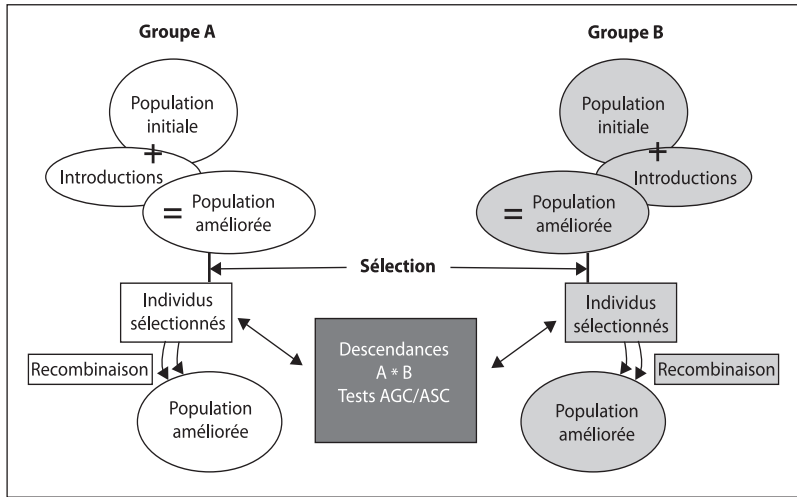 Groupe A
Population
initiale
+
Introductions
= Population
améliorée
Groupe B
Population
initiale
+
Introductions
= Population
améliorée
Sélection
Individus
sélectionnés
Recombinaison
Population
améliorée
Descendances
A * B
Tests AGC/ASC
Individus
sélectionnés
Recombinaison
Population
améliorée